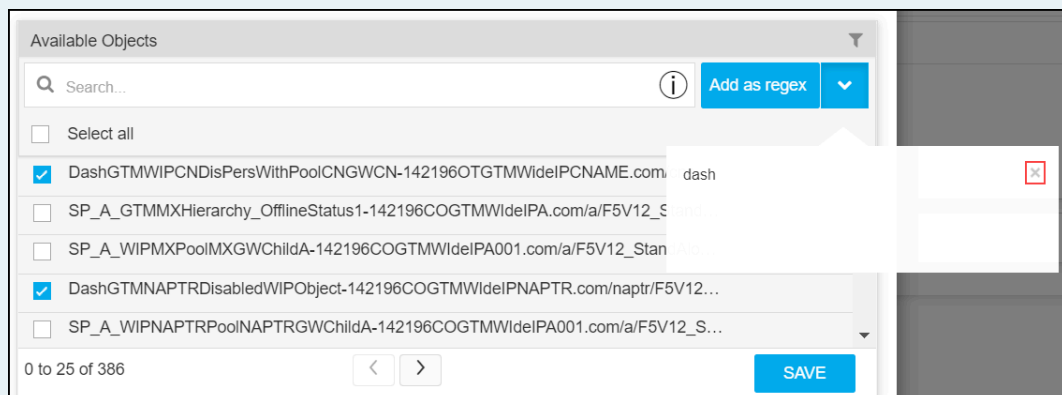 Available Objects
Search...
i
Add as regex
Select all
DashGTMWIPCNDisPersWithPoolCNGWCN-142196OTGTMWideIPCNAME.com/
dash
SP_A_GTMMXHierarchy_OfflineStatus1-142196COGTMWIdeIPA.com/a/F5V12_Stand
SP_A_WIPMXPoolMXGWChildA-142196COGTMWIdeIPA001.com/a/F5V12_Standalo...
DashGTMNAPTRDisabledWIPObject-142196COGTMWIdeIPNAPTR.com/naptr/F5V12...
SP_A_WIPNAPTRPoolNAPTRGWChildA-142196COGTMWIdeIPA001.com/a/F5V12_S...
0 to 25 of 386
SAVE